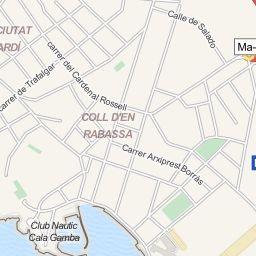 Calle de Salado
CIUTAT
JARDÍ
Ma-
carrer del Cardenal Rossell
carrer de Trafalgar
COLL D'EN
RABASSA
Carrer Arxiprest Borràs
Club Nautic
Cala Gamba